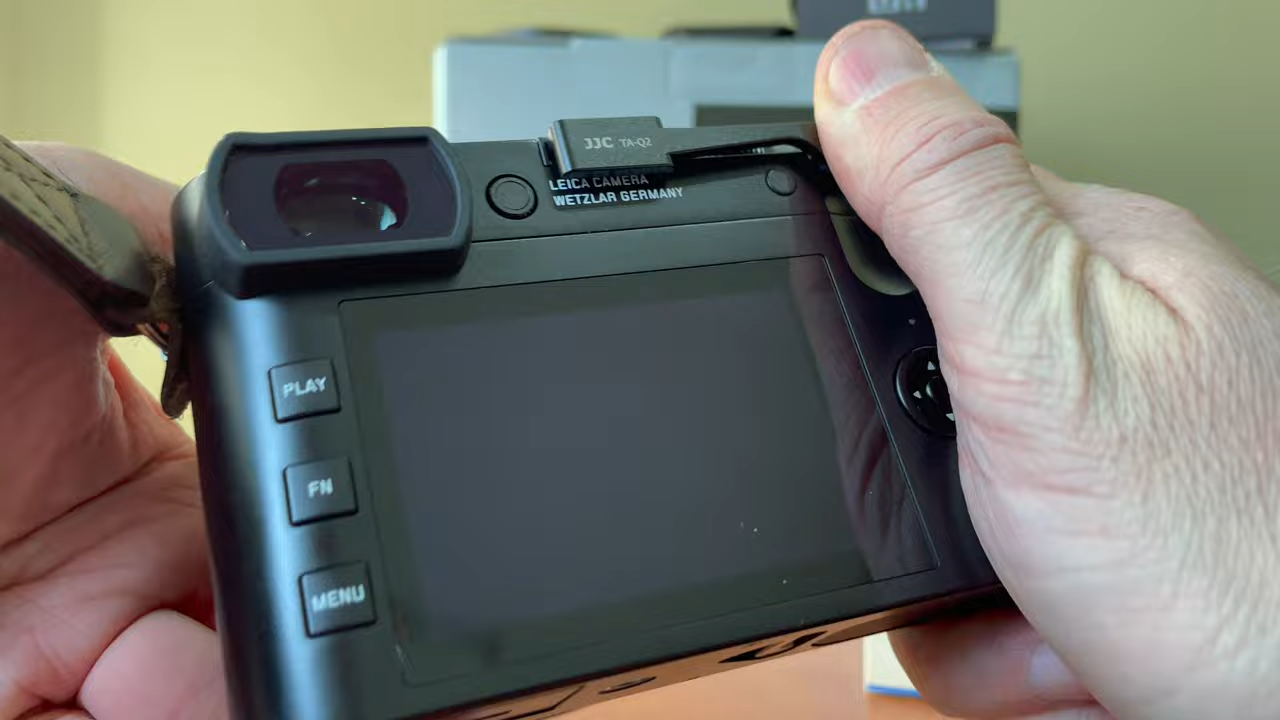 JJC TA-Q2
LEICA CAMERA
WETZLAR GERMANY
PLAY
FN
MENU